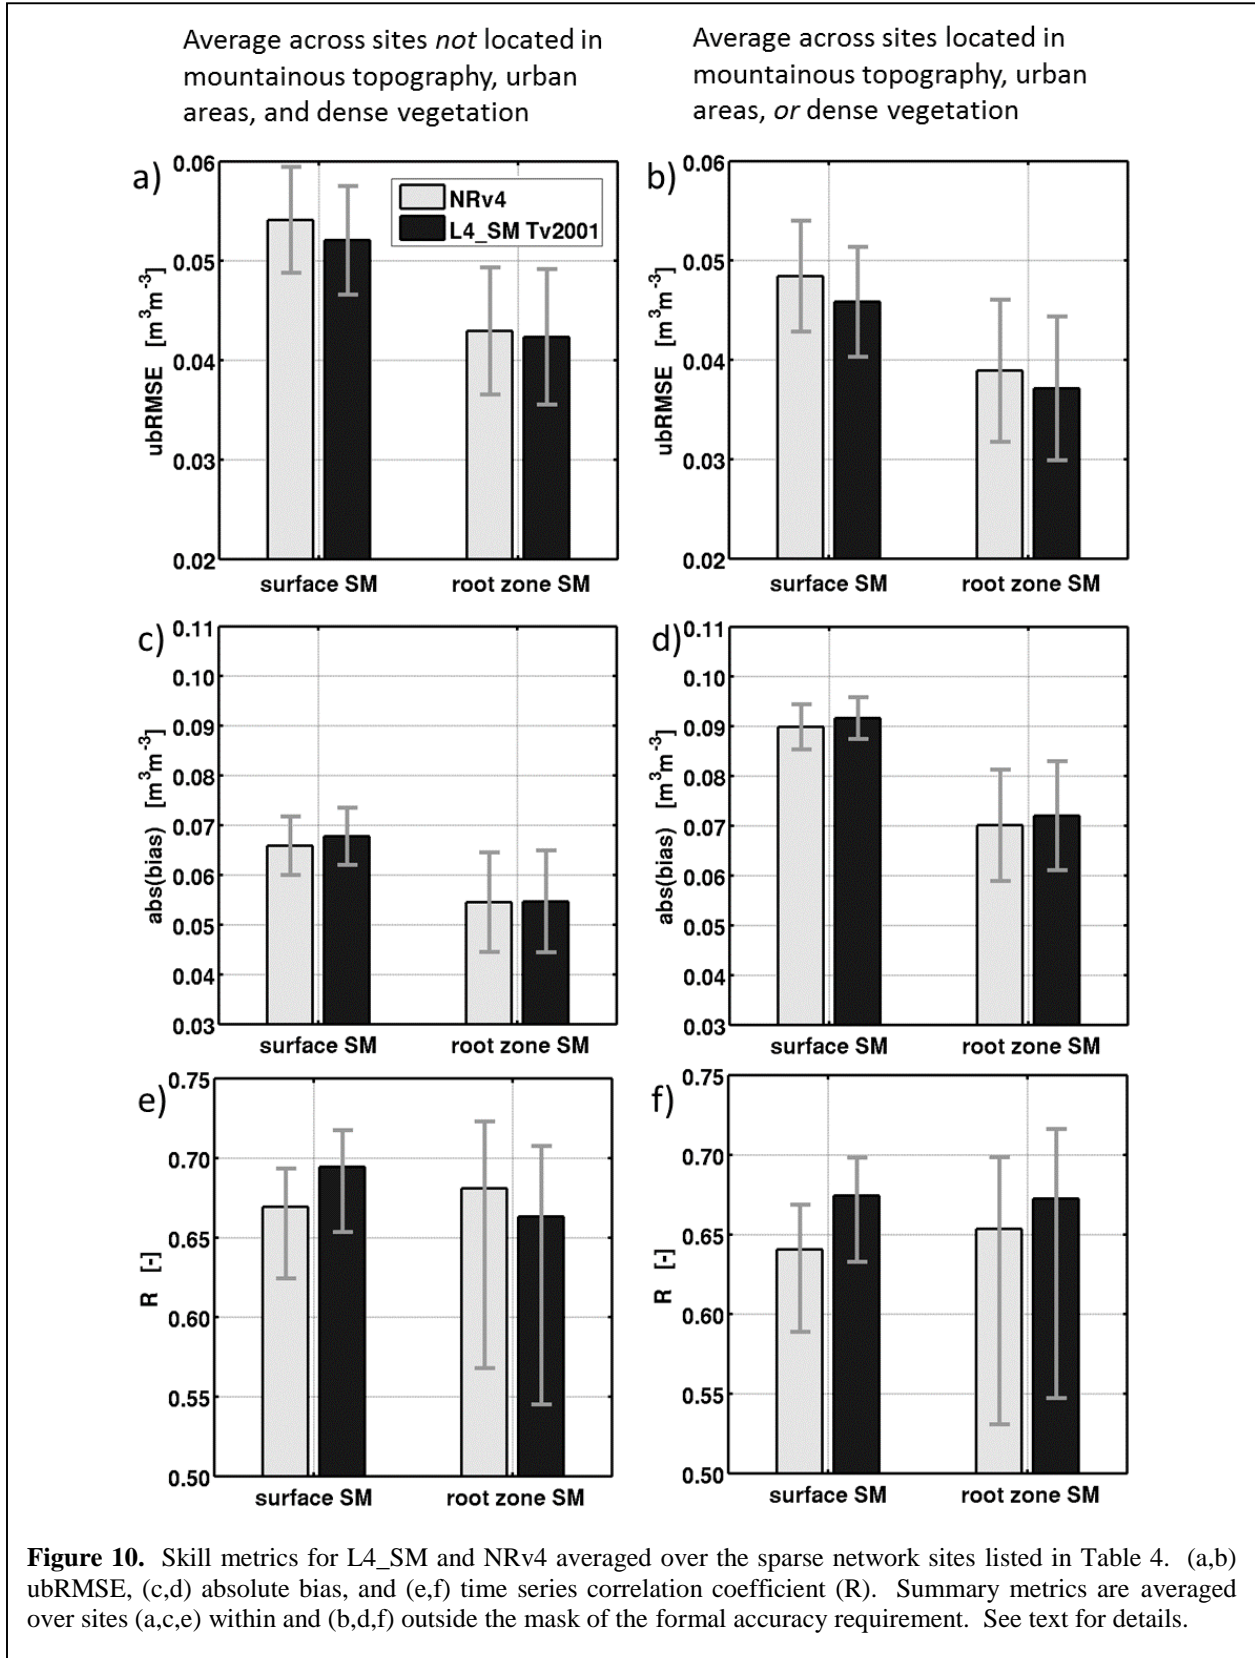 Average across sites not located in
mountainous topography, urban
areas, and dense vegetation
Average across sites located in
mountainous topography, urban
areas, or dense vegetation
a)
0.06
0.05
0.04
0.03
0.02
ubRMSE [m³m⁻³]
NRv4
L4_SM Tv2001
surface SM
root zone SM
b)
0.06
0.05
0.04
0.03
0.02
ubRMSE [m³m⁻³]
surface SM
root zone SM
c)
0.11
0.10
0.09
0.08
0.07
0.06
0.05
0.04
0.03
abs(bias) [m³m⁻³]
surface SM
root zone SM
d)
0.11
0.10
0.09
0.08
0.07
0.06
0.05
0.04
0.03
abs(bias) [m³m⁻³]
surface SM
root zone SM
e)
0.75
0.70
0.65
0.60
0.55
0.50
R [-]
surface SM
root zone SM
f)
0.75
0.70
0.65
0.60
0.55
0.50
R [-]
surface SM
root zone SM
Figure 10. Skill metrics for L4_SM and NRv4 averaged over the sparse network sites listed in Table 4. (a,b)
ubRMSE, (c,d) absolute bias, and (e,f) time series correlation coefficient (R). Summary metrics are averaged
over sites (a,c,e) within and (b,d,f) outside the mask of the formal accuracy requirement. See text for details.